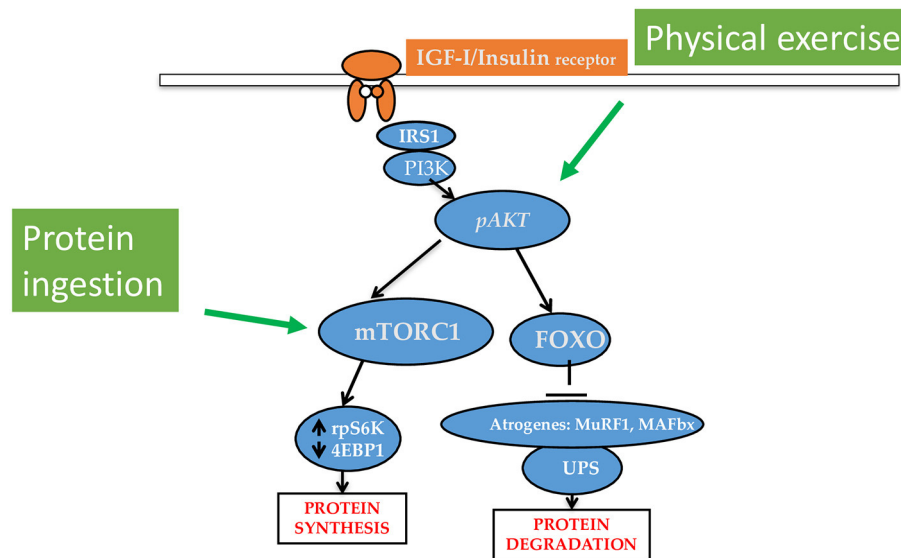 Physical exercise
IGF-I/Insulin receptor
IRS1
PI3K
pAKT
Protein
ingestion
mTORC1
FOXO
rpS6K
4EBP1
Atrogenes: MuRF1, MAFbx
UPS
PROTEIN
SYNTHESIS
PROTEIN
DEGRADATION